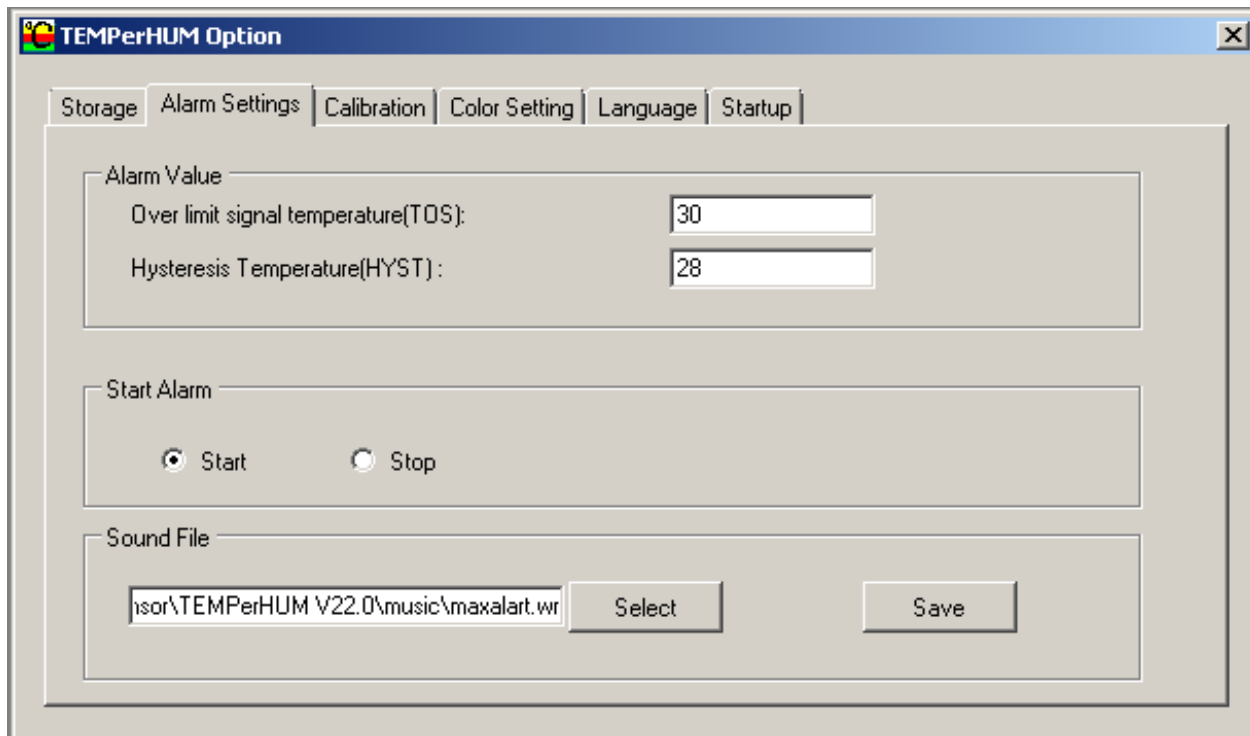 TEMPerHUM Option
Storage Alarm Settings Calibration Color Setting Language Startup
Alarm Value
Over limit signal temperature(TOS): 30
Hysteresis Temperature(HYST) : 28
Start Alarm
Start Stop
Sound File
nsor\TEMPerHUM V22.0\music\maxalart.wr Select Save